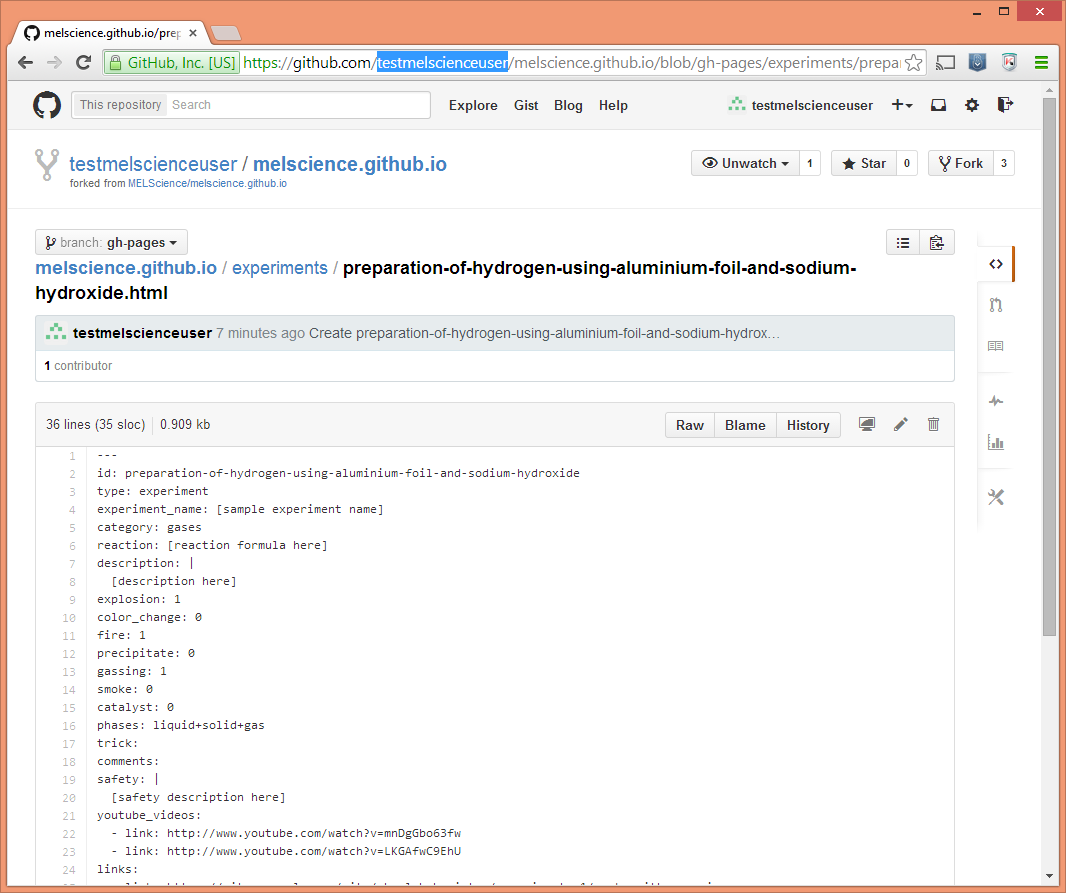 melscience.github.io/prep
GitHub, Inc. [US] https://github.com/testmelscienceuser/melscience.github.io/blob/gh-pages/experiments/prepa
This repository Search Explore Gist Blog Help testmelscienceuser
testmelscienceuser / melscience.github.io Unwatch 1 Star 0 Fork 3
forked from MELScience/melscience.github.io
branch: gh-pages
melscience.github.io / experiments / preparation-of-hydrogen-using-aluminium-foil-and-sodium-
hydroxide.html
testmelscienceuser 7 minutes ago Create preparation-of-hydrogen-using-aluminium-foil-and-sodium-hydrox…
1 contributor
36 lines (35 sloc) 0.909 kb Raw Blame History
1 ---
2 id: preparation-of-hydrogen-using-aluminium-foil-and-sodium-hydroxide
3 type: experiment
4 experiment_name: [sample experiment name]
5 category: gases
6 reaction: [reaction formula here]
7 description: |
8 [description here]
9 explosion: 1
10 color_change: 0
11 fire: 1
12 precipitate: 0
13 gassing: 1
14 smoke: 0
15 catalyst: 0
16 phases: liquid+solid+gas
17 trick:
18 comments:
19 safety: |
20 [safety description here]
21 youtube_videos:
22 - link: http://www.youtube.com/watch?v=mnDgGbo63fw
23 - link: http://www.youtube.com/watch?v=LKGAfwC9EhU
24 links: